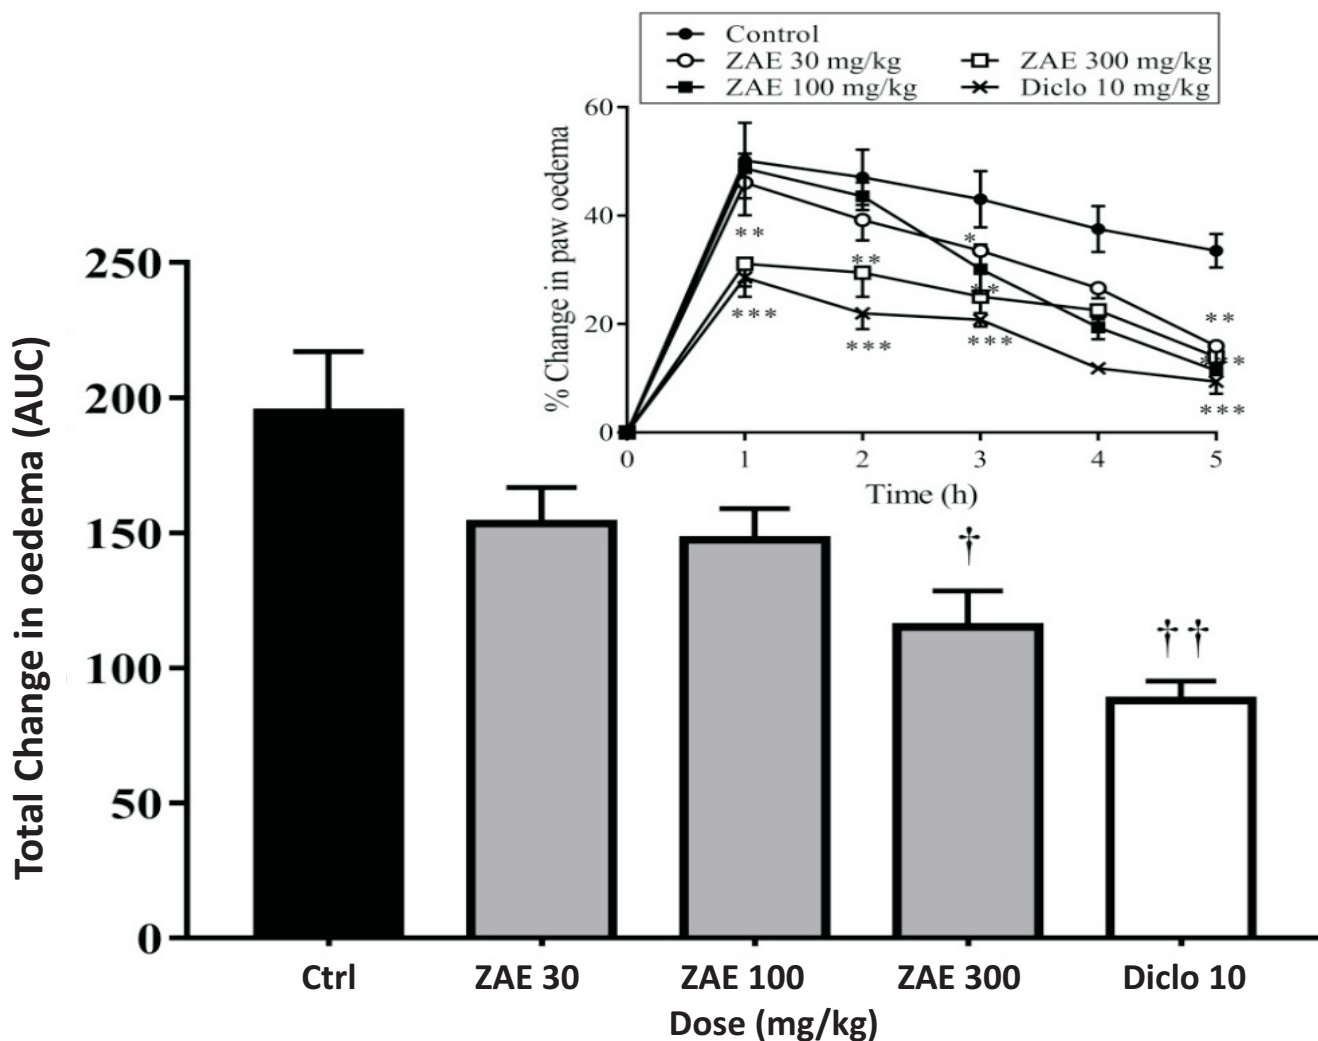 Control
ZAE 30 mg/kg
ZAE 300 mg/kg
ZAE 100 mg/kg
Diclo 10 mg/kg
% Change in paw oedema
60
40
20
0
**
***
**
***
*
**
***
**
***
***
0 1 2 3 4 5
Time (h)
Total Change in oedema (AUC)
250
200
150
100
50
0
†
††
Ctrl ZAE 30 ZAE 100 ZAE 300 Diclo 10
Dose (mg/kg)